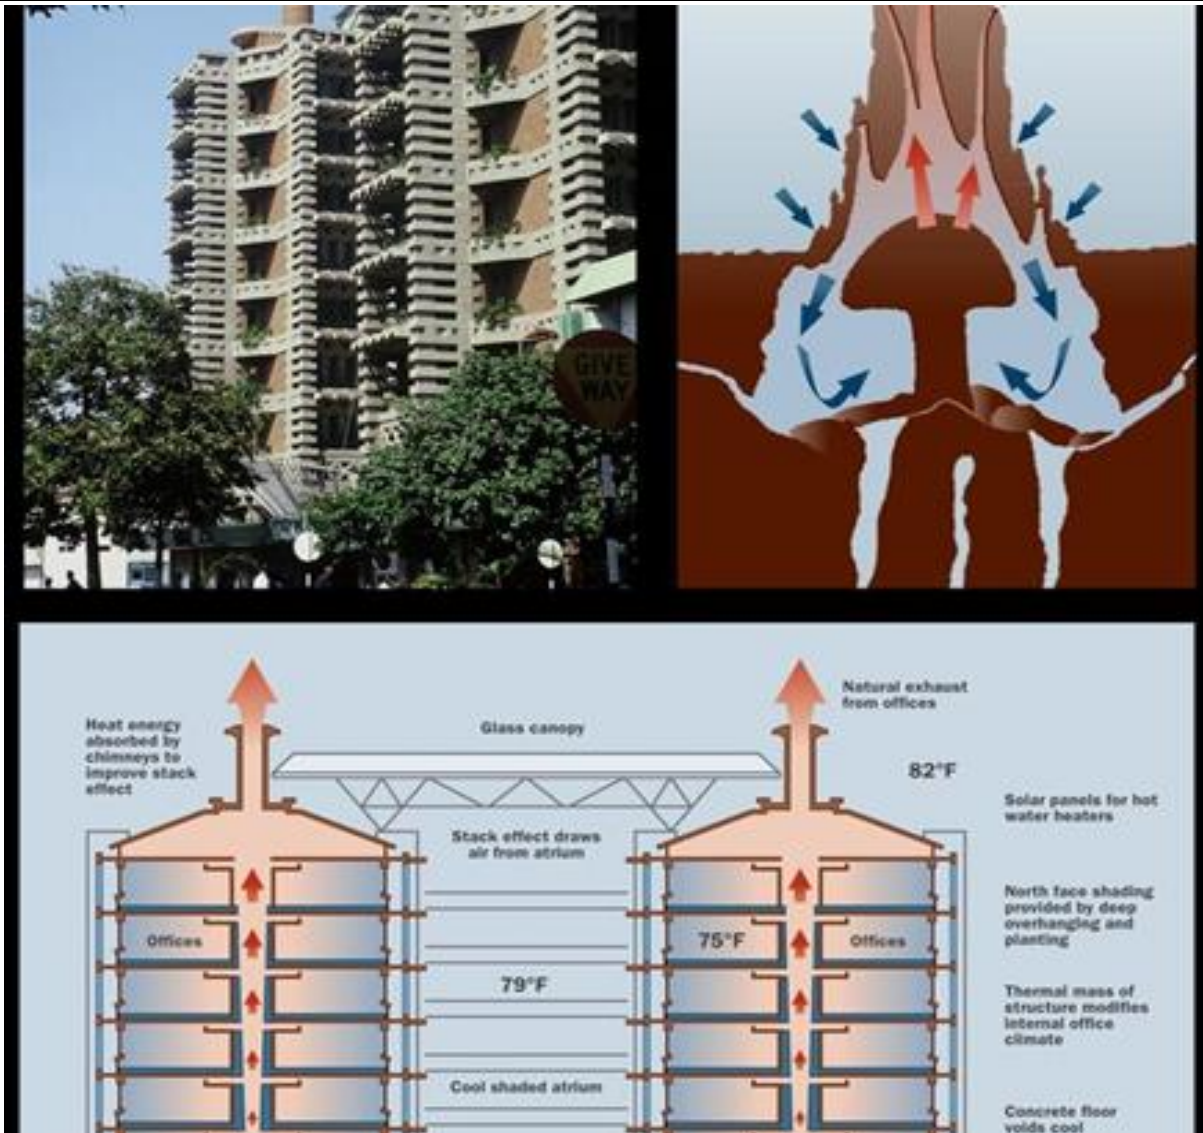 GIVE
WAY
Heat energy
absorbed by
chimneys to
improve stack
effect
Glass canopy
Natural exhaust
from offices
82°F
Solar panels for hot
water heaters
Stack effect draws
air from atrium
North face shading
provided by deep
overhanging and
planting
Offices
75°F
Offices
79°F
Thermal mass of
structure modifies
internal office
climate
Cool shaded atrium
Concrete floor
voids cool